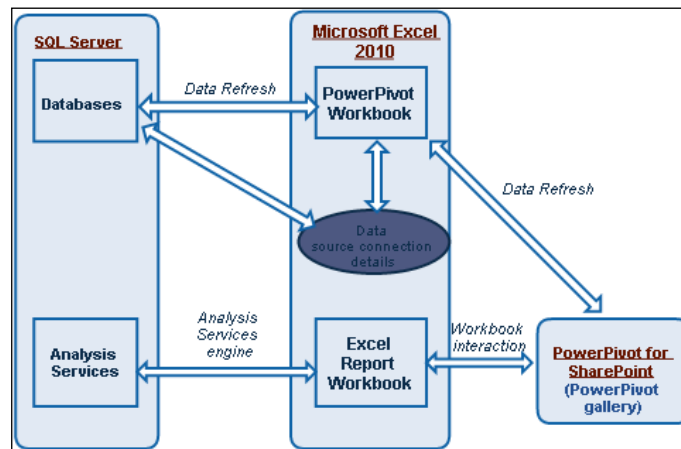 SQL Server
Microsoft Excel
2010
Databases
Data Refresh
PowerPivot
Workbook
Data Refresh
Data
source connection
details
Analysis
Services
engine
Analysis
Services
Excel
Report
Workbook
Workbook
interaction
PowerPivot for
SharePoint
(PowerPivot
gallery)